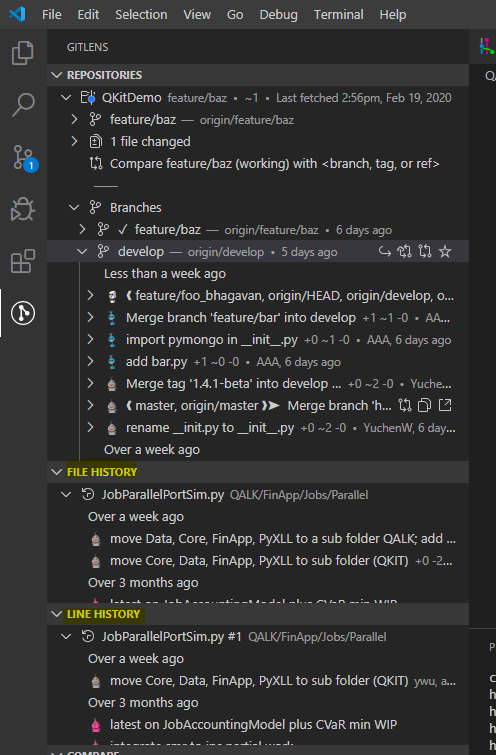 File Edit Selection View Go Debug Terminal Help
GITLENS
REPOSITORIES
QKitDemo feature/baz • ~1 • Last fetched 2:56pm, Feb 19, 2020
feature/baz — origin/feature/baz
1 file changed
Compare feature/baz (working) with <branch, tag, or ref>
Branches
✓ feature/baz — origin/feature/baz • 6 days ago
develop — origin/develop • 5 days ago
Less than a week ago
❨ feature/foo_bhagavan, origin/HEAD, origin/develop, o...
Merge branch 'feature/bar' into develop +1 ~1 -0 • AA...
import pymongo in __init__.py +0 ~1 -0 • AAA, 6 days ago
add bar.py +1 ~0 -0 • AAA, 6 days ago
Merge tag '1.4.1-beta' into develop ... +0 ~2 -0 • Yuche...
❨ master, origin/master ❩➤ Merge branch 'h...
rename __init.py to __init__.py +0 ~2 -0 • YuchenW, 6 day...
Over a week ago
FILE HISTORY
JobParallelPortSim.py QALK/FinApp/Jobs/Parallel
Over a week ago
move Data, Core, FinApp, PyXLL to a sub folder QALK; add ...
move Core, Data, FinApp, PyXLL to sub folder (QKIT) +0 -2...
Over 3 months ago
latest on JobAccountingModel plus CVaR min WIP
LINE HISTORY
JobParallelPortSim.py #1 QALK/FinApp/Jobs/Parallel
Over a week ago
move Core, Data, FinApp, PyXLL to sub folder (QKIT) ywu, a...
Over 3 months ago
latest on JobAccountingModel plus CVaR min WIP
COMPARE